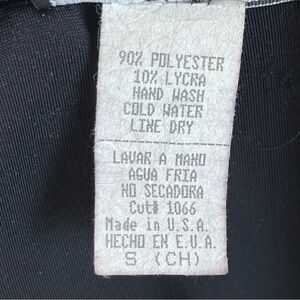 90% POLYESTER
10% LYCRA
HAND WASH
COLD WATER
LINE DRY
LAVAR A MANO
AGUA FRIA
NO SECADORA
Cut# 1066
Made in U.S.A.
HECHO EN E.U.A.
S (CH)